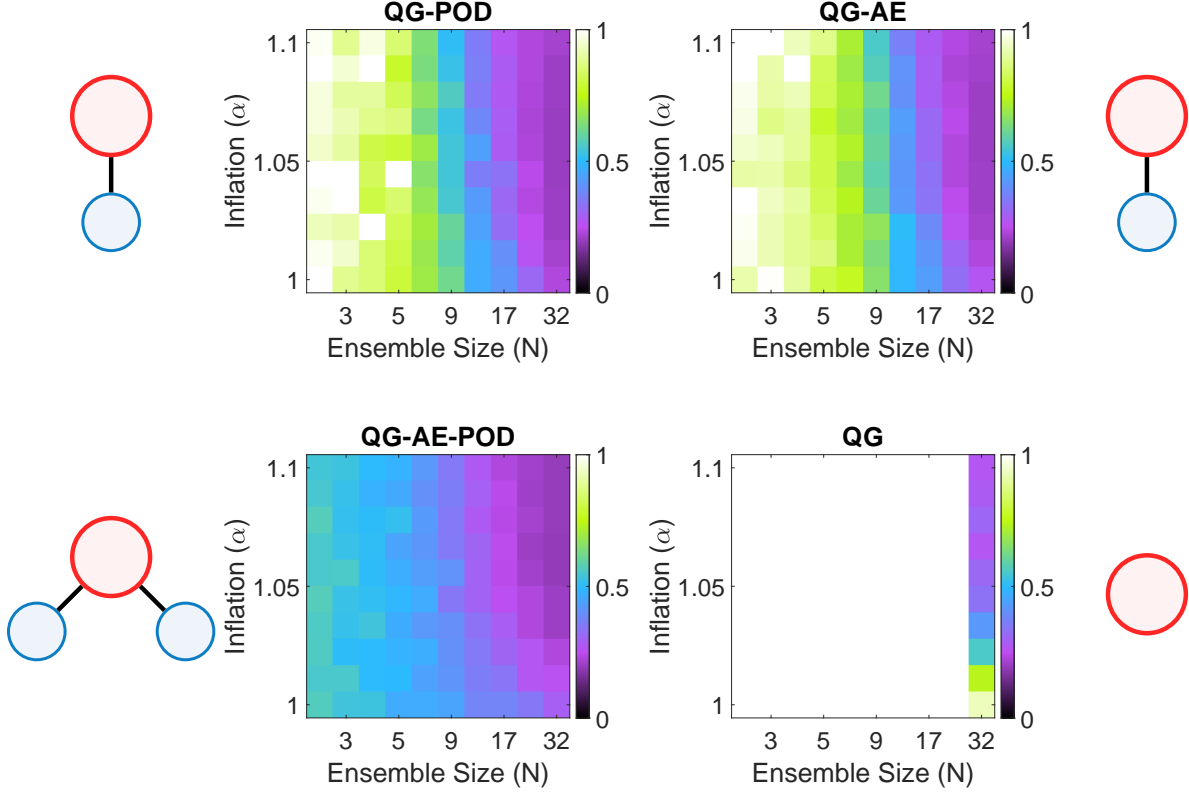 QG-POD
QG-AE
Inflation (α)
1.1
1.05
1
3 5 9 17 32
Ensemble Size (N)
1
0.5
0
Inflation (α)
1.1
1.05
1
3 5 9 17 32
Ensemble Size (N)
1
0.5
0
QG-AE-POD
QG
Inflation (α)
1.1
1.05
1
3 5 9 17 32
Ensemble Size (N)
1
0.5
0
Inflation (α)
1.1
1.05
1
3 5 9 17 32
Ensemble Size (N)
1
0.5
0